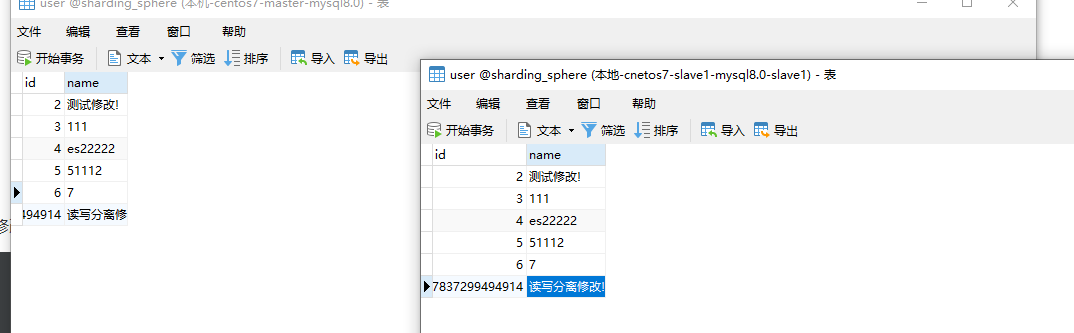 user @sharding_sphere (本机-centos7-master-mysql8.0) - 表
文件 编辑 查看 窗口 帮助
开始事务 文本 筛选 排序 导入 导出
id name
2 测试修改!
3 111
4 es22222
5 51112
6 7
494914 读写分离修
user @sharding_sphere (本地-cnetos7-slave1-mysql8.0-slave1) - 表
文件 编辑 查看 窗口 帮助
开始事务 文本 筛选 排序 导入 导出
id name
2 测试修改!
3 111
4 es22222
5 51112
6 7
7837299494914 读写分离修改!